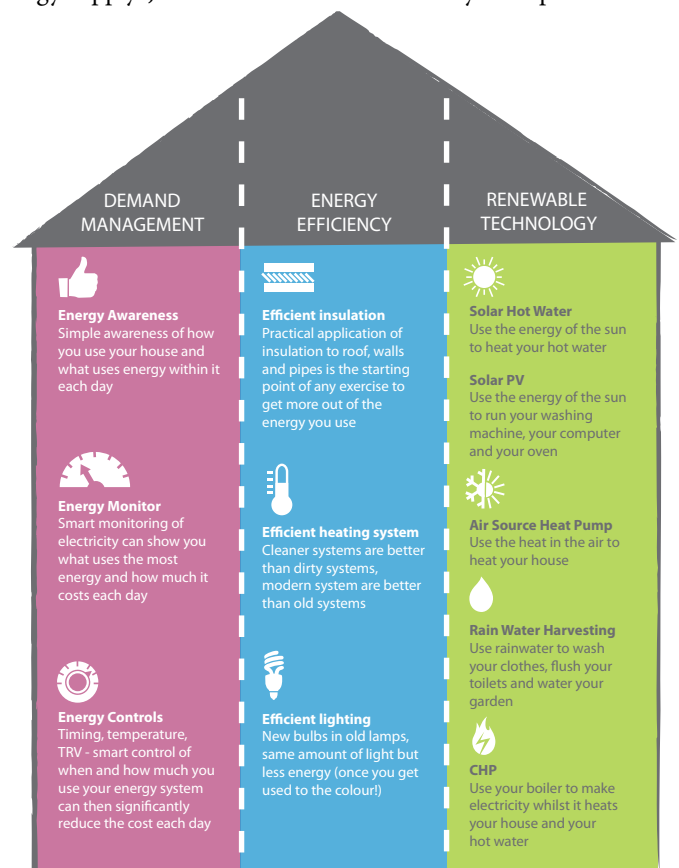 DEMAND
MANAGEMENT
ENERGY
EFFICIENCY
RENEWABLE
TECHNOLOGY
Energy Awareness
Simple awareness of how
you use your house and
what uses energy within it
each day
Energy Monitor
Smart monitoring of
electricity can show you
what uses the most
energy and how much it
costs each day
Energy Controls
Timing, temperature,
TRV - smart control of
when and how much you
use your energy system
can then significantly
reduce the cost each day
Efficient insulation
Practical application of
insulation to roof, walls
and pipes is the starting
point of any exercise to
get more out of the
energy you use
Efficient heating system
Cleaner systems are better
than dirty systems,
modern system are better
than old systems
Efficient lighting
New bulbs in old lamps,
same amount of light but
less energy (once you get
used to the colour!)
Solar Hot Water
Use the energy of the sun
to heat your hot water
Solar PV
Use the energy of the sun
to run your washing
machine, your computer
and your oven
Air Source Heat Pump
Use the heat in the air to
heat your house
Rain Water Harvesting
Use rainwater to wash
your clothes, flush your
toilets and water your
garden
CHP
Use your boiler to make
electricity whilst it heats
your house and your
hot water